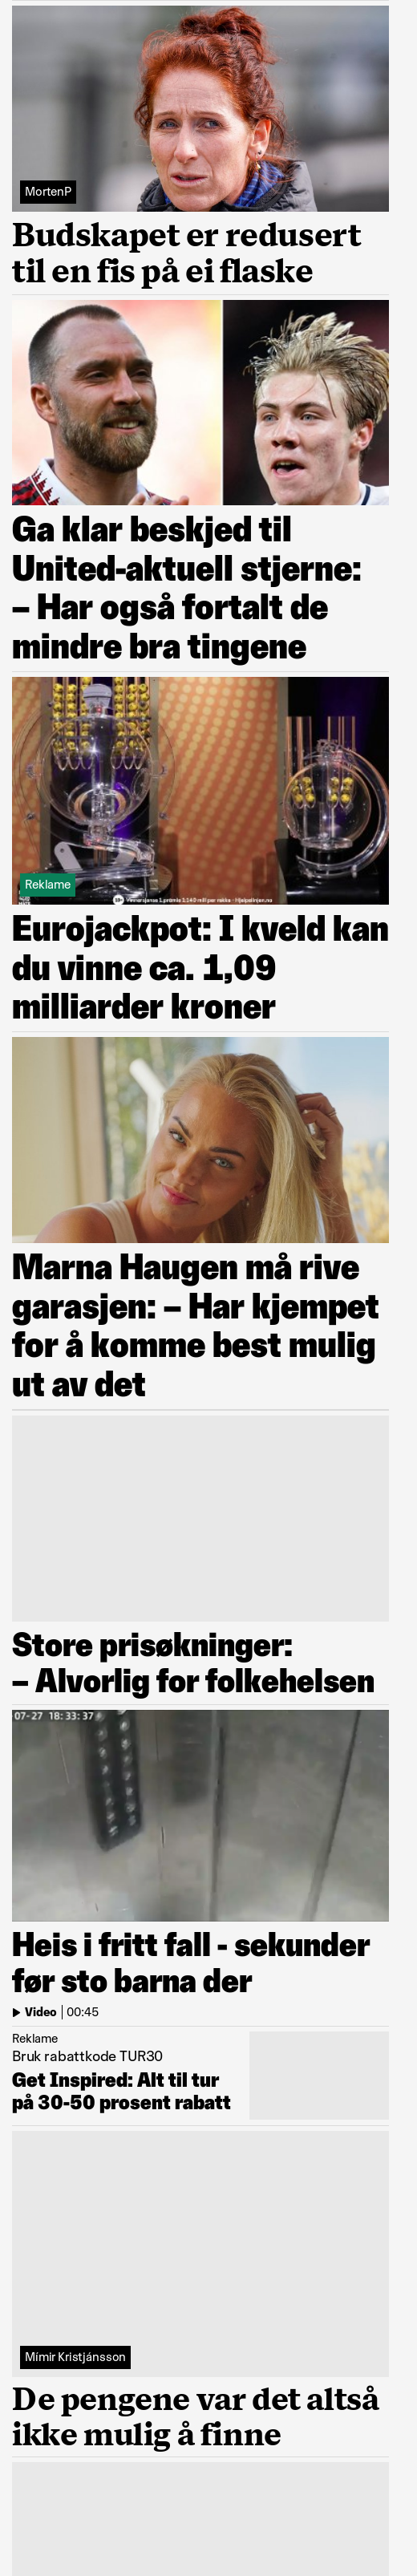 MortenP
Budskapet er redusert
til en fis på ei flaske
Ga klar beskjed til
United-aktuell stjerne:
– Har også fortalt de
mindre bra tingene
Reklame
Eurojackpot: I kveld kan
du vinne ca. 1,09
milliarder kroner
Marna Haugen må rive
garasjen: – Har kjempet
for å komme best mulig
ut av det
Store prisøkninger:
– Alvorlig for folkehelsen
07-27 18:33:37
Heis i fritt fall - sekunder
før sto barna der
Video | 00:45
Reklame
Bruk rabattkode TUR30
Get Inspired: Alt til tur
på 30-50 prosent rabatt
Mímir Kristjánsson
De pengene var det altså
ikke mulig å finne